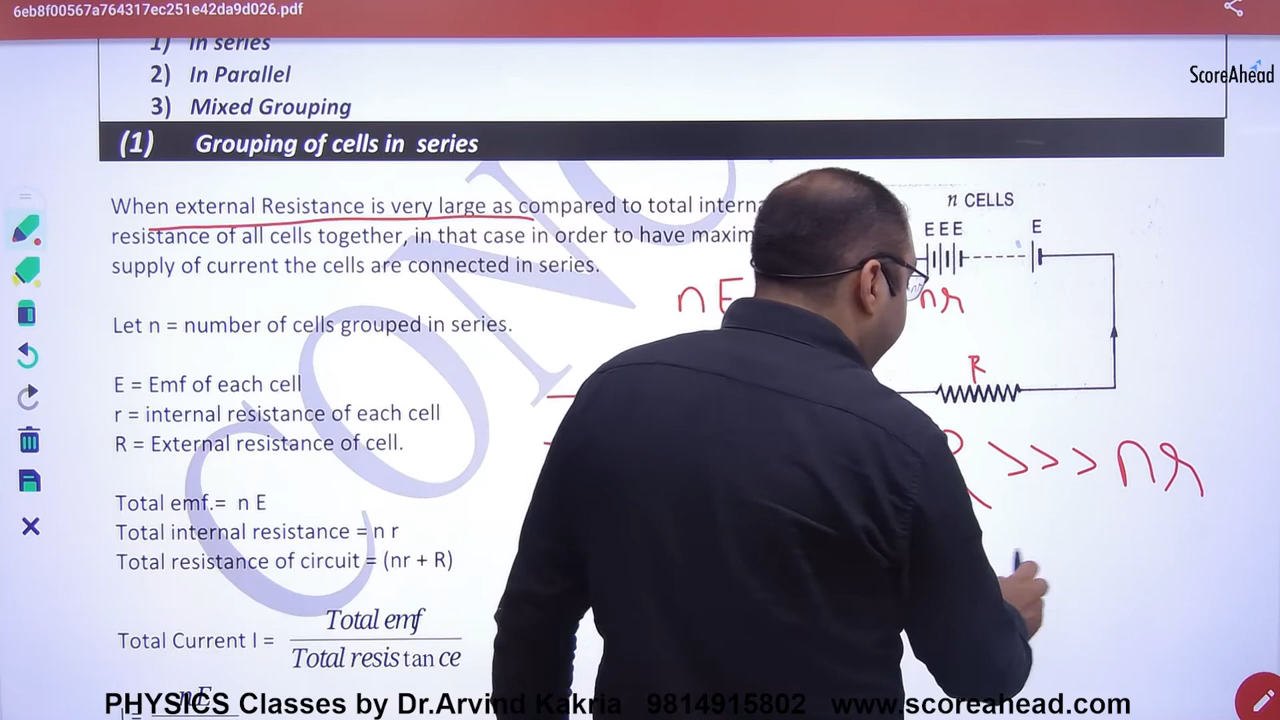 6eb8f00567a764317ec251e42da9d026.pdf
1) In series
2) In Parallel
3) Mixed Grouping
ScoreAhead
(1) Grouping of cells in series
When external Resistance is very large as compared to total
resistance of all cells together, in that case in order to have
supply of current the cells are connected in series.
n CELLS
E E E
E
n E
nr
Let n = number of cells grouped in series.
R
E = Emf of each cell
r = internal resistance of each cell
R = External resistance of cell.
R >>> nr
Total emf.= n E
Total internal resistance = n r
Total resistance of circuit = (nr + R)
Total Current I = Total emf
Total resis tan ce
nE
I =
PHYSICS Classes by Dr.Arvind Kakria 9814915802 www.scoreahead.com